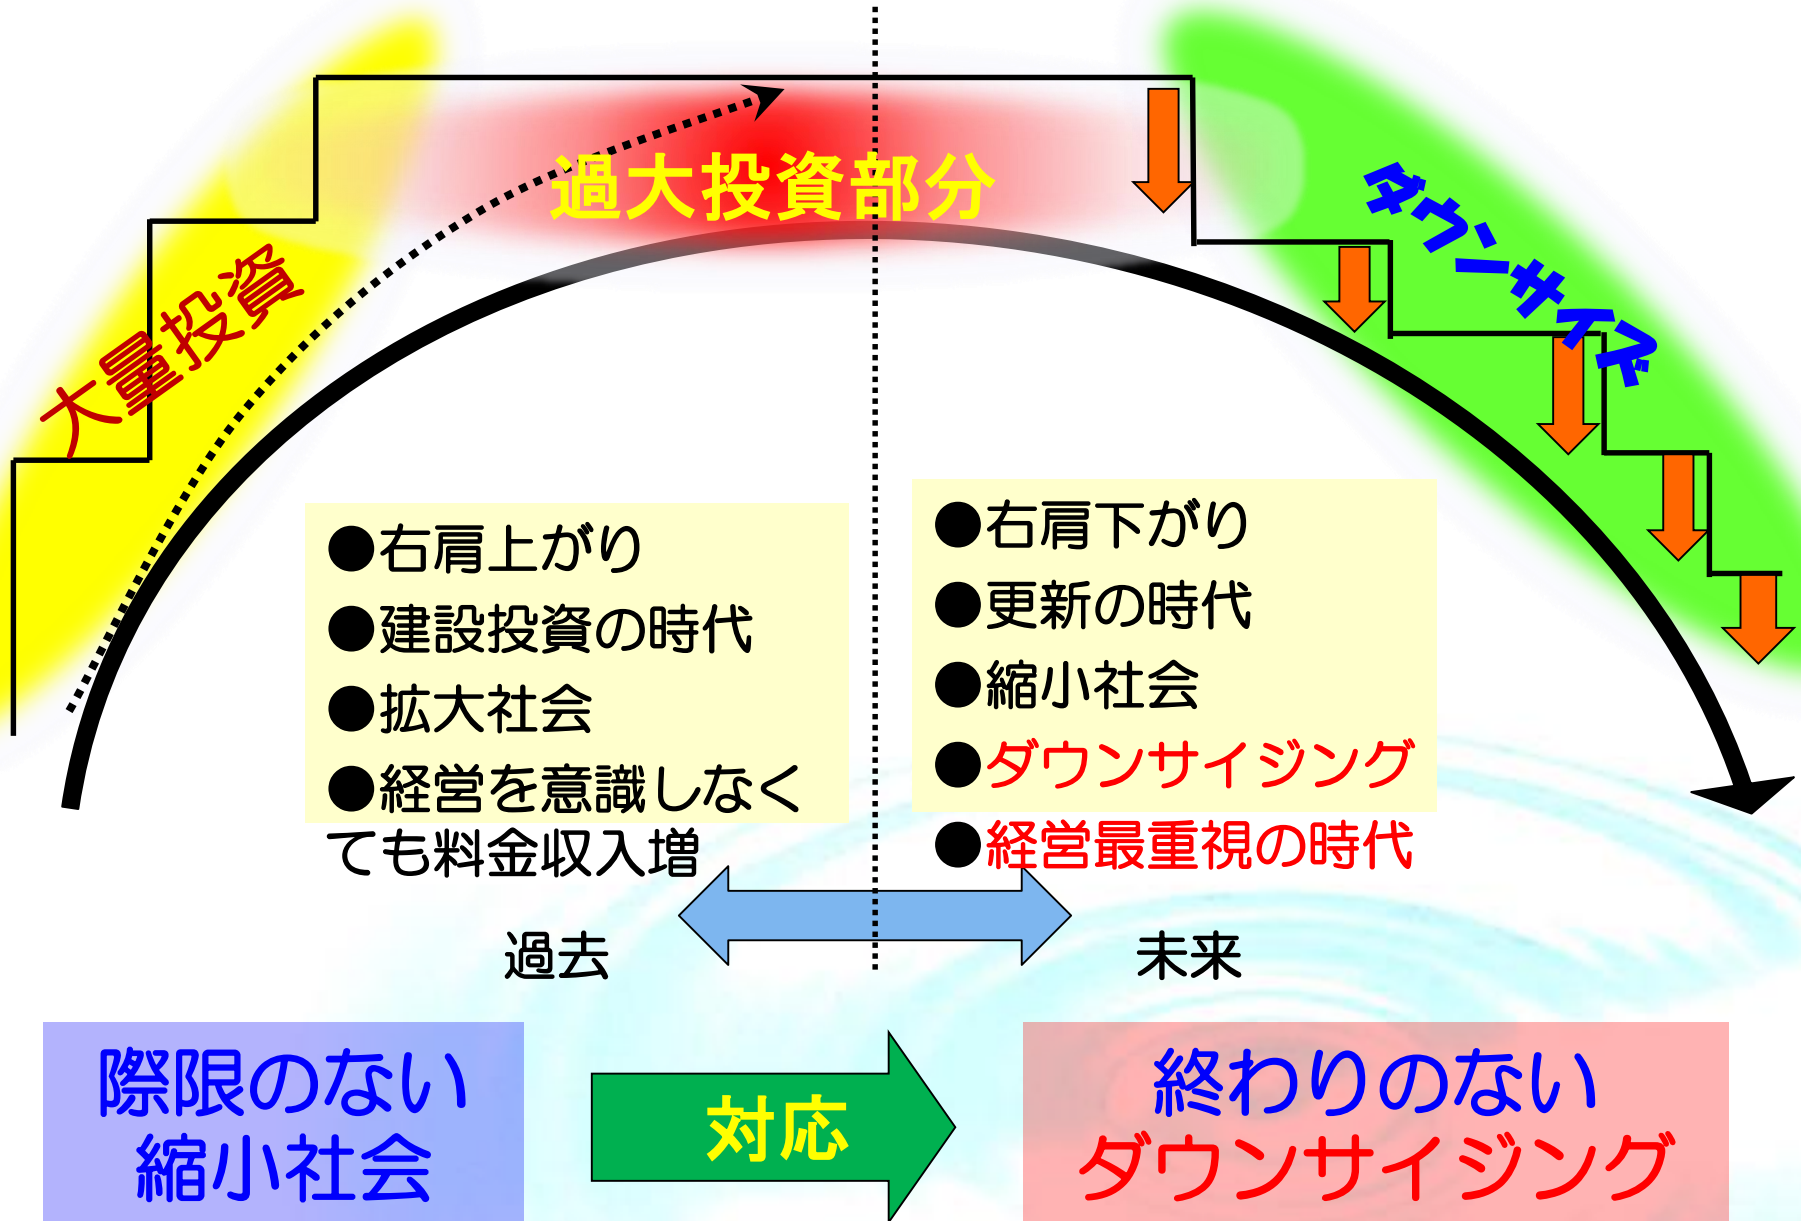 過大投資部分
大量投資
ダウンサイズ
●右肩上がり
●建設投資の時代
●拡大社会
●経営を意識しなく
ても料金収入増
●右肩下がり
●更新の時代
●縮小社会
●ダウンサイジング
●経営最重視の時代
過去
未来
際限のない
縮小社会
対応
終わりのない
ダウンサイジング